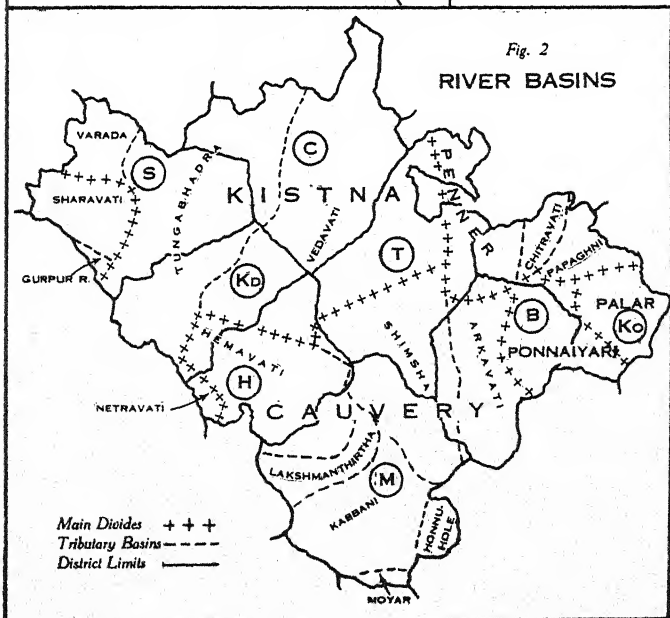 Fig. 2
RIVER BASINS
VARADA
S
SHARAVATI
GURPUR R.
TUNGABHADRA
C
KISTNA
VEDAVATI
PENNER
T
CHITRAVATI
PAPAGHNI
PALAR
Ko
B
PONNAIYAR
KD
HEMAVATI
H
NETRAVATI
SHIMSHA
ARKAVATI
CAUVERY
LAKSHMANTHIRTHA
M
KABBANI
HONNU-
HOLE
MOYAR
Main Divides + + +
Tributary Basins -----
District Limits